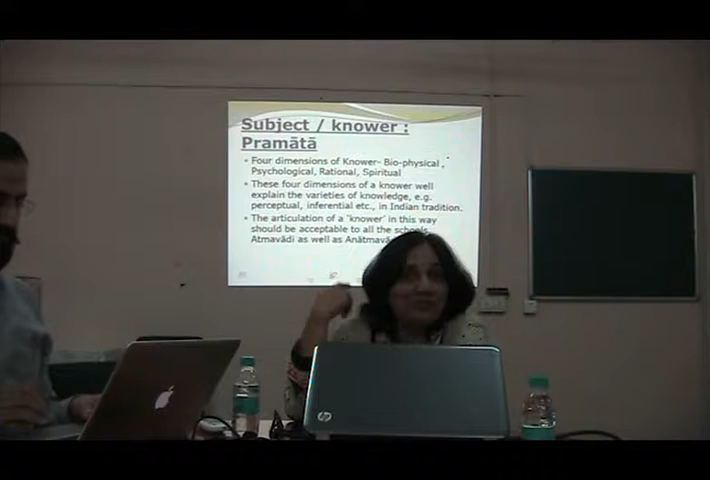 Subject / knower :
Pramātā
• Four dimensions of Knower- Bio-physical ,
Psychological, Rational, Spiritual
• These four dimensions of a knower well
explain the varieties of knowledge, e.g.
perceptual, inferential etc., in Indian tradition.
• The articulation of a 'knower' in this way
should be acceptable to all the schools,
Atmavādi as well as
hp